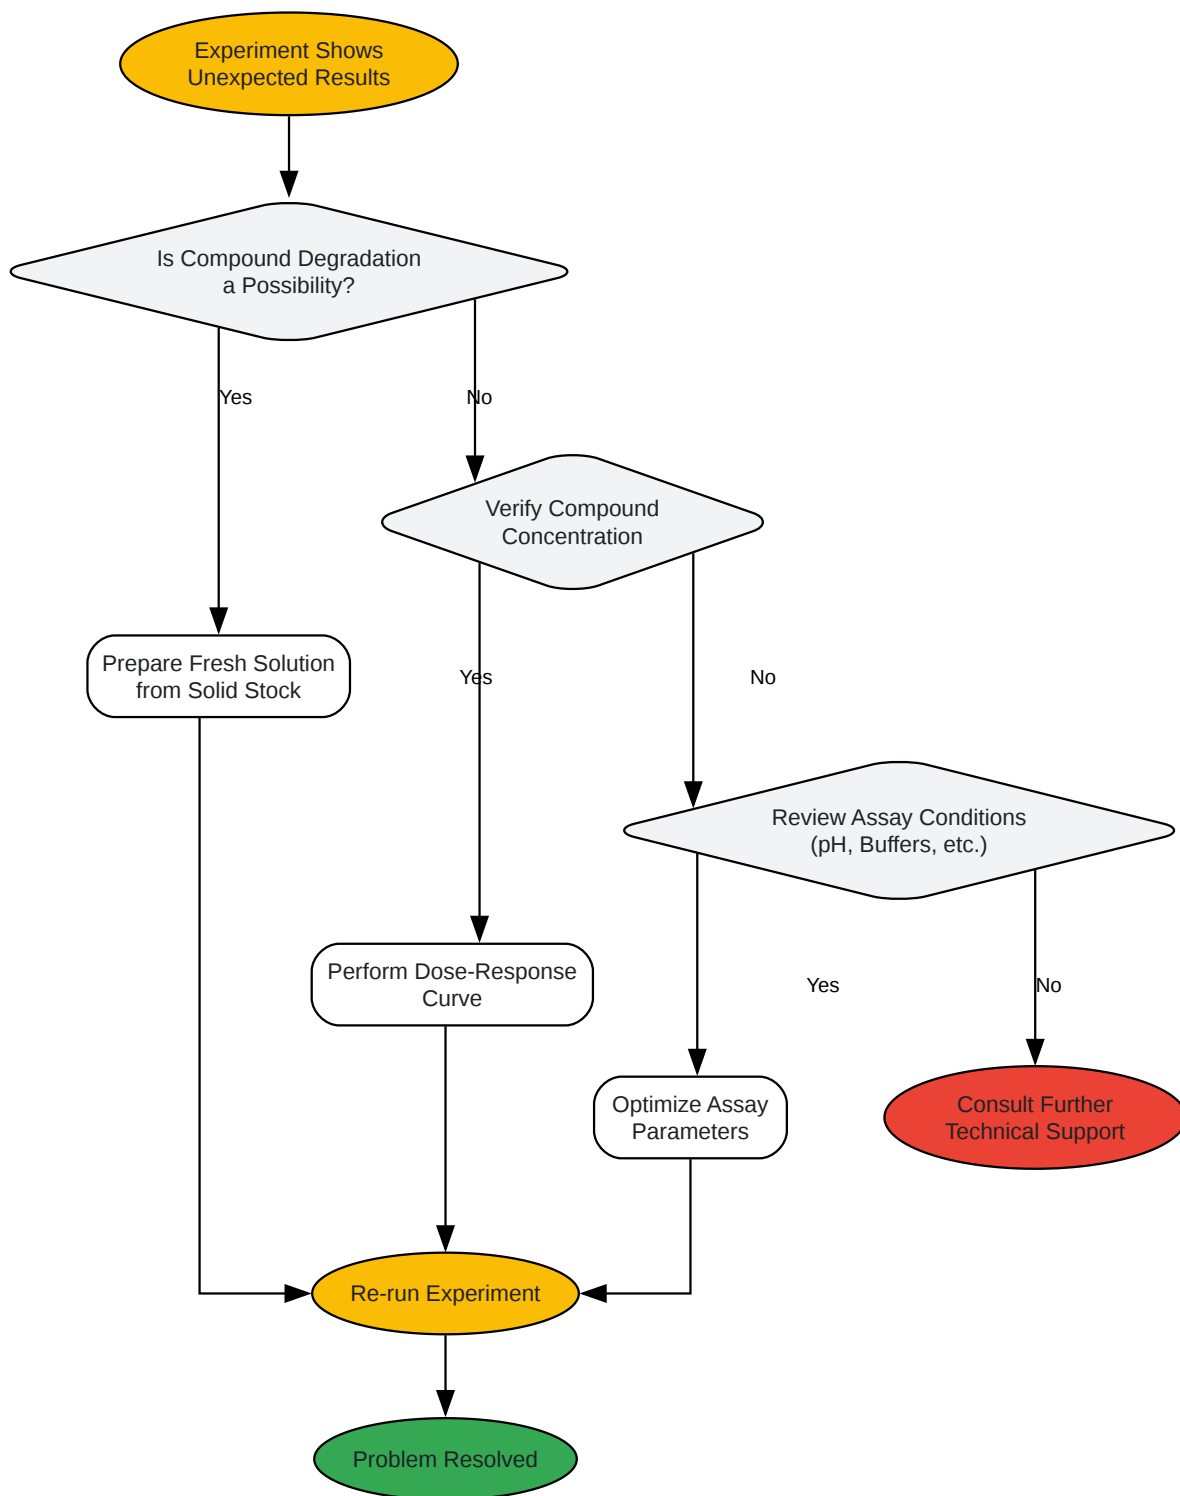 Experiment Shows
Unexpected Results
Is Compound Degradation
a Possibility?
Yes
No
Verify Compound
Concentration
Prepare Fresh Solution
from Solid Stock
Yes
No
Review Assay Conditions
(pH, Buffers, etc.)
Perform Dose-Response
Curve
Yes
No
Optimize Assay
Parameters
Consult Further
Technical Support
Re-run Experiment
Problem Resolved